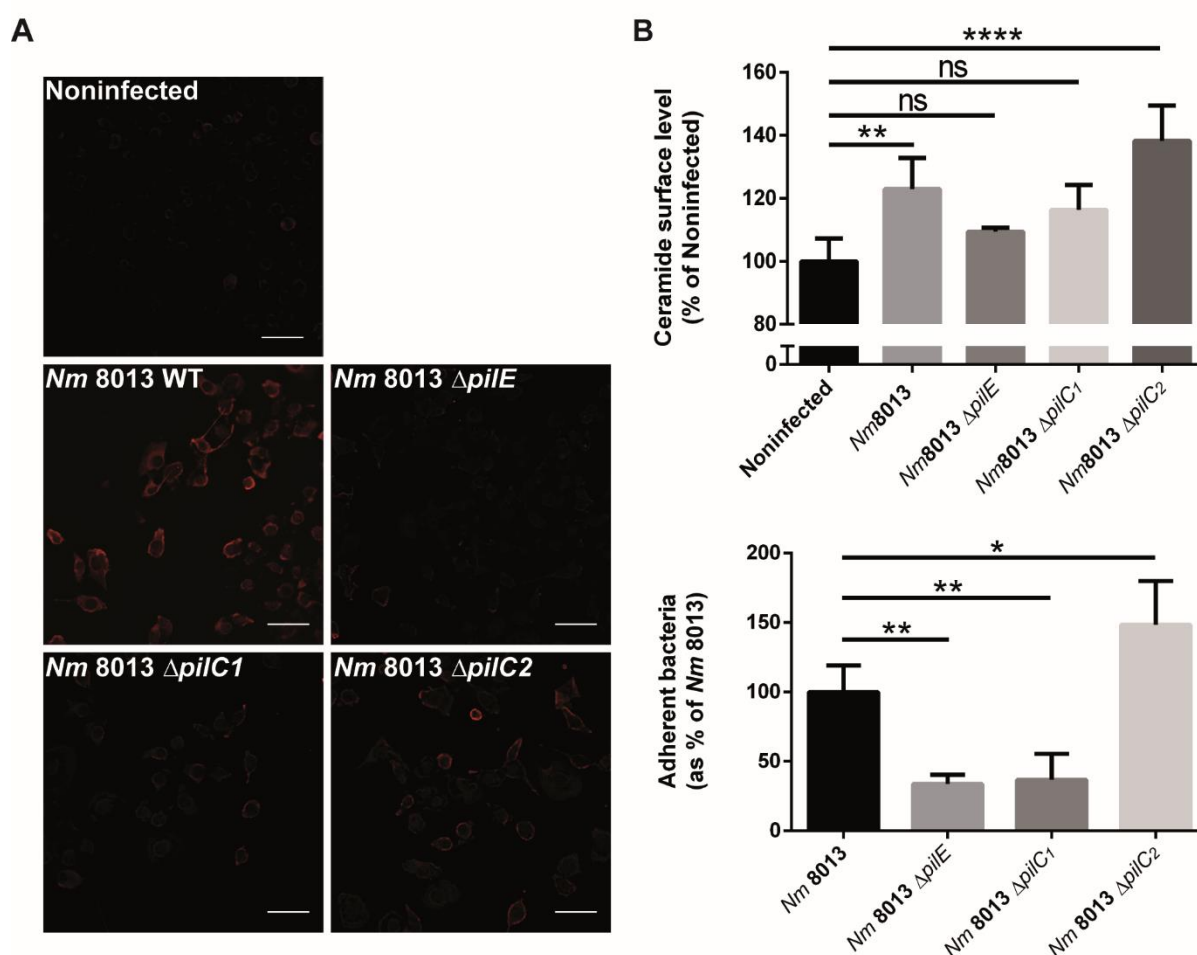 A
Noninfected
Nm 8013 WT
Nm 8013 ΔpilE
Nm 8013 ΔpilC1
Nm 8013 ΔpilC2
B
****
ns
ns
**
Ceramide surface level
(% of Noninfected)
160
140
120
100
80
0
Noninfected
Nm8013
Nm8013 ΔpilE
Nm8013 ΔpilC1
Nm8013 ΔpilC2
*
**
**
Adherent bacteria
(as % of Nm 8013)
200
150
100
50
0
Nm 8013
Nm 8013 ΔpilE
Nm 8013 ΔpilC1
Nm 8013 ΔpilC2